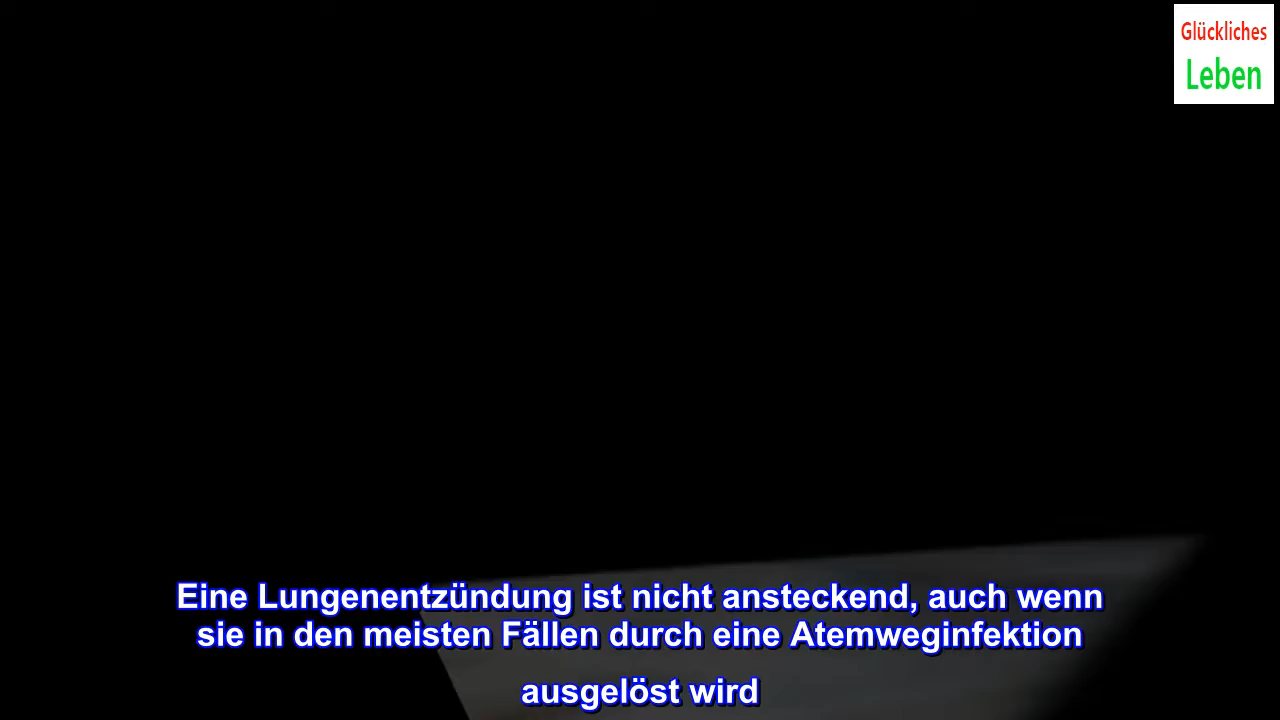 Glückliches
Leben
Eine Lungenentzündung ist nicht ansteckend, auch wenn
sie in den meisten Fällen durch eine Atemweginfektion
ausgelöst wird